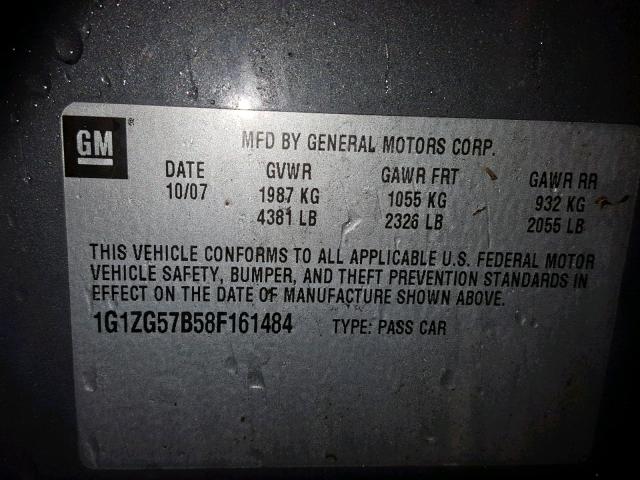 GM ®
MFD BY GENERAL MOTORS CORP.
DATE GVWR GAWR FRT GAWR RR
10/07 1987 KG 1055 KG 932 KG
4381 LB 2326 LB 2055 LB
THIS VEHICLE CONFORMS TO ALL APPLICABLE U.S. FEDERAL MOTOR
VEHICLE SAFETY, BUMPER, AND THEFT PREVENTION STANDARDS IN
EFFECT ON THE DATE OF MANUFACTURE SHOWN ABOVE.
1G1ZG57B58F161484 TYPE: PASS CAR